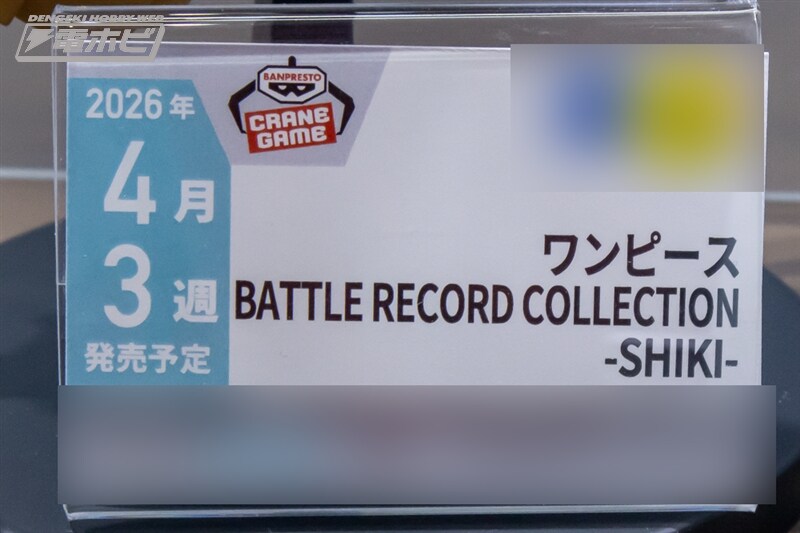 DENGEKI HOBBY WEB
電ホビ
2026年
4月
3週
発売予定
BANPRESTO
CRANE
GAME
ワンピース
BATTLE RECORD COLLECTION
-SHIKI-